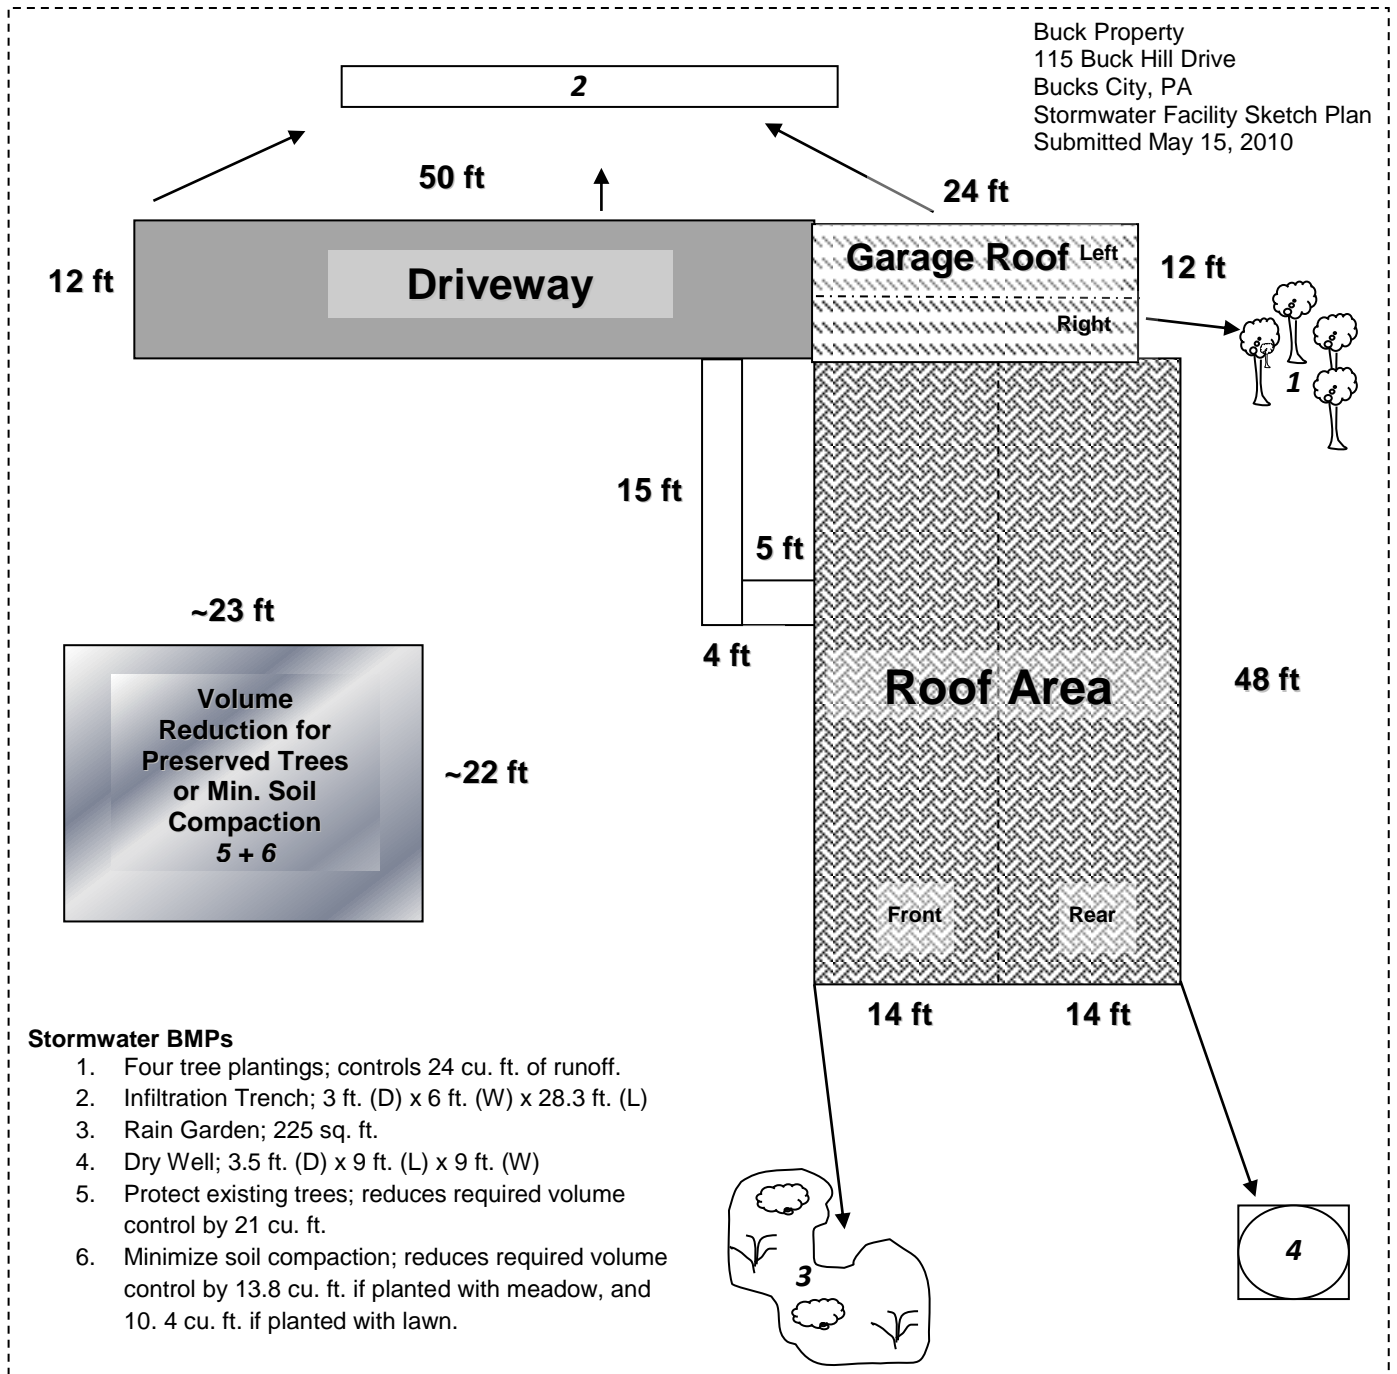 Buck Property
115 Buck Hill Drive
Bucks City, PA
Stormwater Facility Sketch Plan
Submitted May 15, 2010
2
50 ft
24 ft
12 ft
Driveway
Garage Roof Left
Right
12 ft
1
15 ft
5 ft
4 ft
~23 ft
Volume
Reduction for
Preserved Trees
or Min. Soil
Compaction
5 + 6
~22 ft
Roof Area
48 ft
Front
Rear
14 ft
14 ft
Stormwater BMPs
1. Four tree plantings; controls 24 cu. ft. of runoff.
2. Infiltration Trench; 3 ft. (D) x 6 ft. (W) x 28.3 ft. (L)
3. Rain Garden; 225 sq. ft.
4. Dry Well; 3.5 ft. (D) x 9 ft. (L) x 9 ft. (W)
5. Protect existing trees; reduces required volume
control by 21 cu. ft.
6. Minimize soil compaction; reduces required volume
control by 13.8 cu. ft. if planted with meadow, and
10. 4 cu. ft. if planted with lawn.
3
4